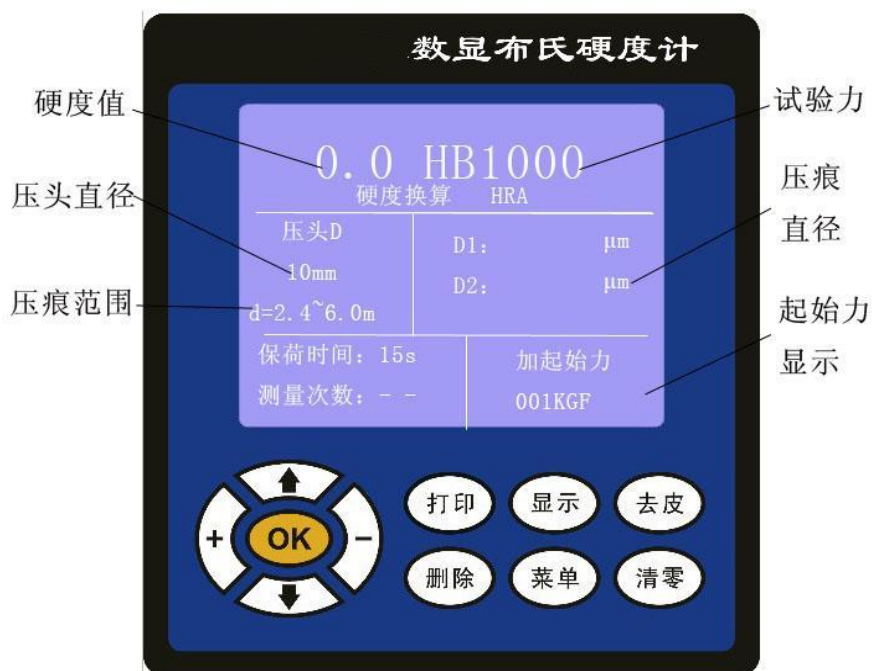 数显布氏硬度计
硬度值
试验力
0.0 HB1000
硬度换算 HRA
压头直径
压痕
直径
压头D
10mm
d=2.4~6.0m
D1: μm
D2: μm
压痕范围
起始力
显示
保荷时间: 15s
测量次数: - -
加起始力
001KGF
+
OK
-
打印
显示
去皮
删除
菜单
清零